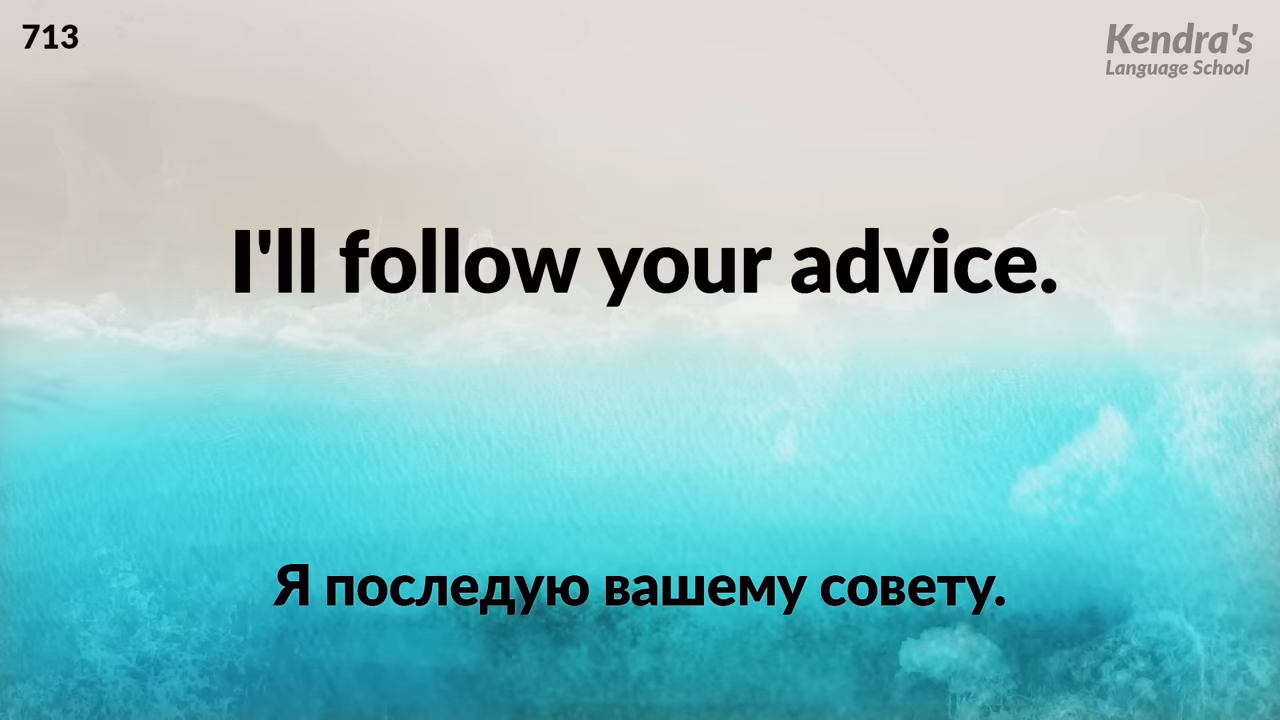 713
Kendra's
Language School
I'll follow your advice.
Я последую вашему совету.